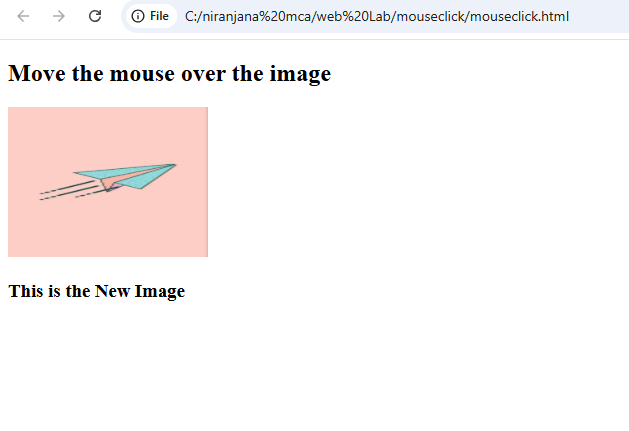 File C:/niranjana%20mca/web%20Lab/mouseclick/mouseclick.html
Move the mouse over the image
This is the New Image